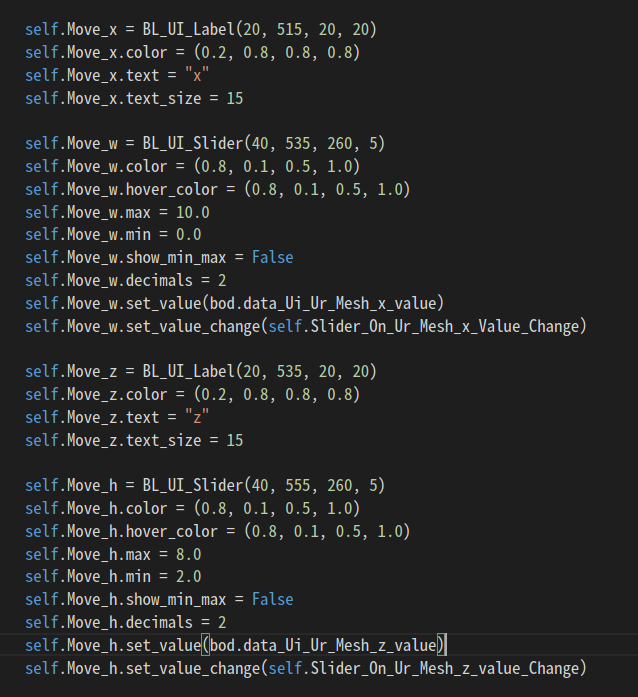 self.Move_x = BL_UI_Label(20, 515, 20, 20)
self.Move_x.color = (0.2, 0.8, 0.8, 0.8)
self.Move_x.text = "x"
self.Move_x.text_size = 15
self.Move_w = BL_UI_Slider(40, 535, 260, 5)
self.Move_w.color = (0.8, 0.1, 0.5, 1.0)
self.Move_w.hover_color = (0.8, 0.1, 0.5, 1.0)
self.Move_w.max = 10.0
self.Move_w.min = 0.0
self.Move_w.show_min_max = False
self.Move_w.decimals = 2
self.Move_w.set_value(bod.data_Ui_Ur_Mesh_x_value)
self.Move_w.set_value_change(self.Slider_On_Ur_Mesh_x_Value_Change)
self.Move_z = BL_UI_Label(20, 535, 20, 20)
self.Move_z.color = (0.2, 0.8, 0.8, 0.8)
self.Move_z.text = "z"
self.Move_z.text_size = 15
self.Move_h = BL_UI_Slider(40, 555, 260, 5)
self.Move_h.color = (0.8, 0.1, 0.5, 1.0)
self.Move_h.hover_color = (0.8, 0.1, 0.5, 1.0)
self.Move_h.max = 8.0
self.Move_h.min = 2.0
self.Move_h.show_min_max = False
self.Move_h.decimals = 2
self.Move_h.set_value(bod.data_Ui_Ur_Mesh_z_value)
self.Move_h.set_value_change(self.Slider_On_Ur_Mesh_z_value_Change)